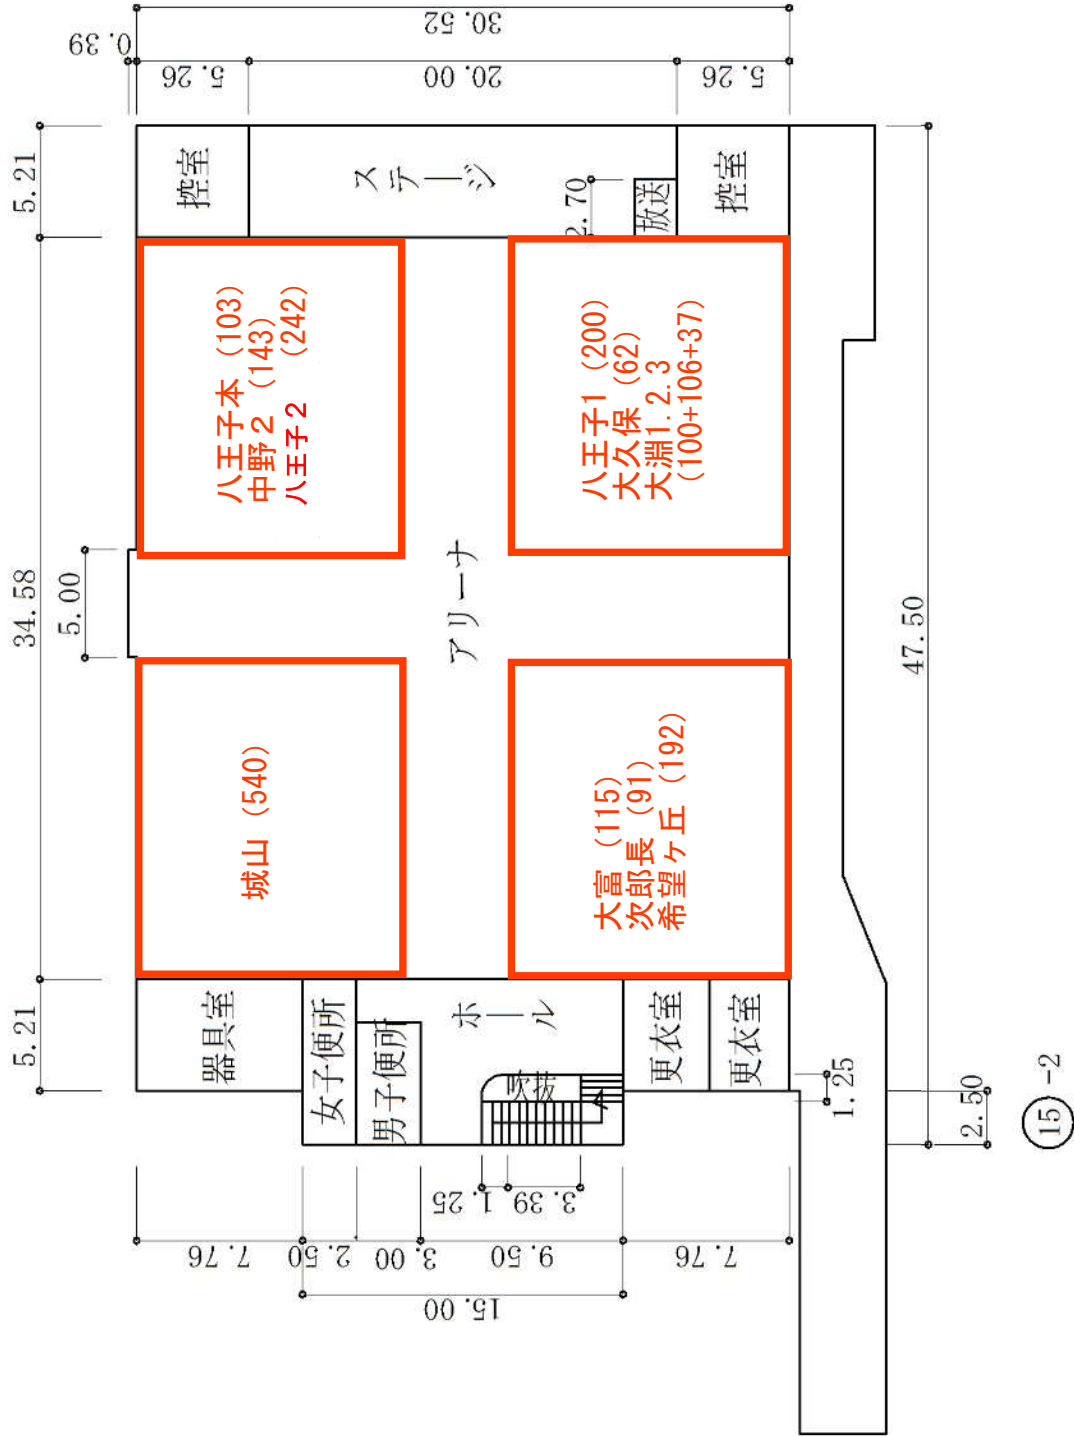 30.52
0.39
5.26
20.00
5.26
5.21
34.58
5.00
5.21
控室
ステージ
2.70
放送
控室
八王子本（103）
中野２（143）
八王子２（242）
八王子1（200）
大久保（62）
大淵1.2.3
(100+106+37)
アリーナ
城山（540）
大富（115）
次郎長（91）
希望ヶ丘（192）
47.50
器具室
女子便所
男子便所
ホール
吹抜
更衣室
更衣室
1.25
2.50
1.25
3.39
7.76
2.50
3.00
9.50
7.76
15.00
15-2